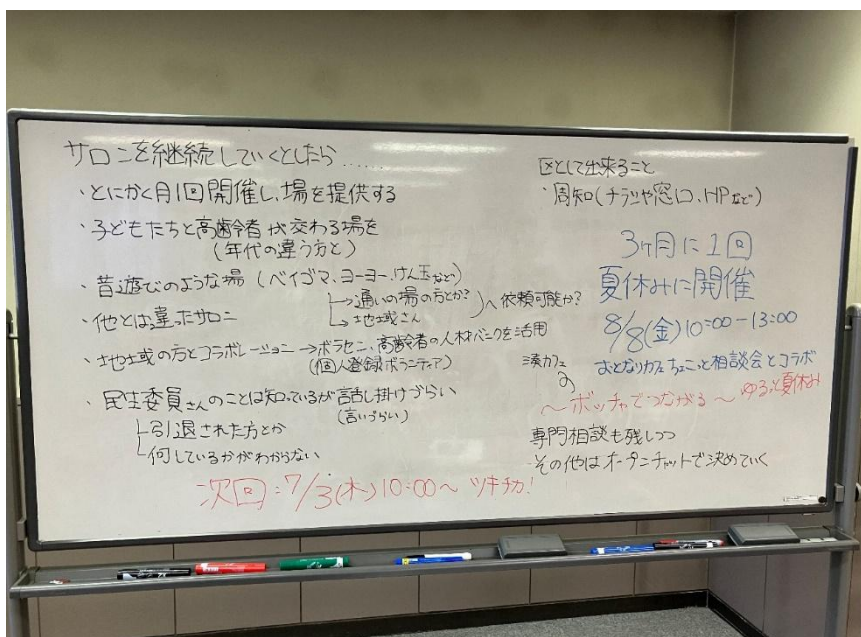 サロンを継続していくとしたら……
・とにかく月1回開催し、場を提供する
・子どもたちと高齢者が交わる場を
(年代の違う方と)
・昔遊びのような場(ベイゴマ、ヨーヨー、けん玉など)
→通いの場の方とか?
→地域さん
へ依頼可能か?
・他とは違ったサロン
・地域の方とコラボレーション→ボラセン、高齢者の人材バンクを活用
(個人登録ボランティア)
・民生委員さんのことは知っているが話し掛けづらい
(言いづらい)
引退された方とか
何しているかがわからない
次回:7/3(木)10:00〜 ツキチカ!
区として出来ること
・周知(チラシや窓口、HPなど)
3ヶ月に1回
夏休みに開催
8/8(金)10:00-13:00
おとなりカフェちょこっと相談会とコラボ
湊カフェ
の
〜ボッチャでつながる〜 ゆるっと夏休み
専門相談も残しつつ
・その他はオープンチャットで決めていく